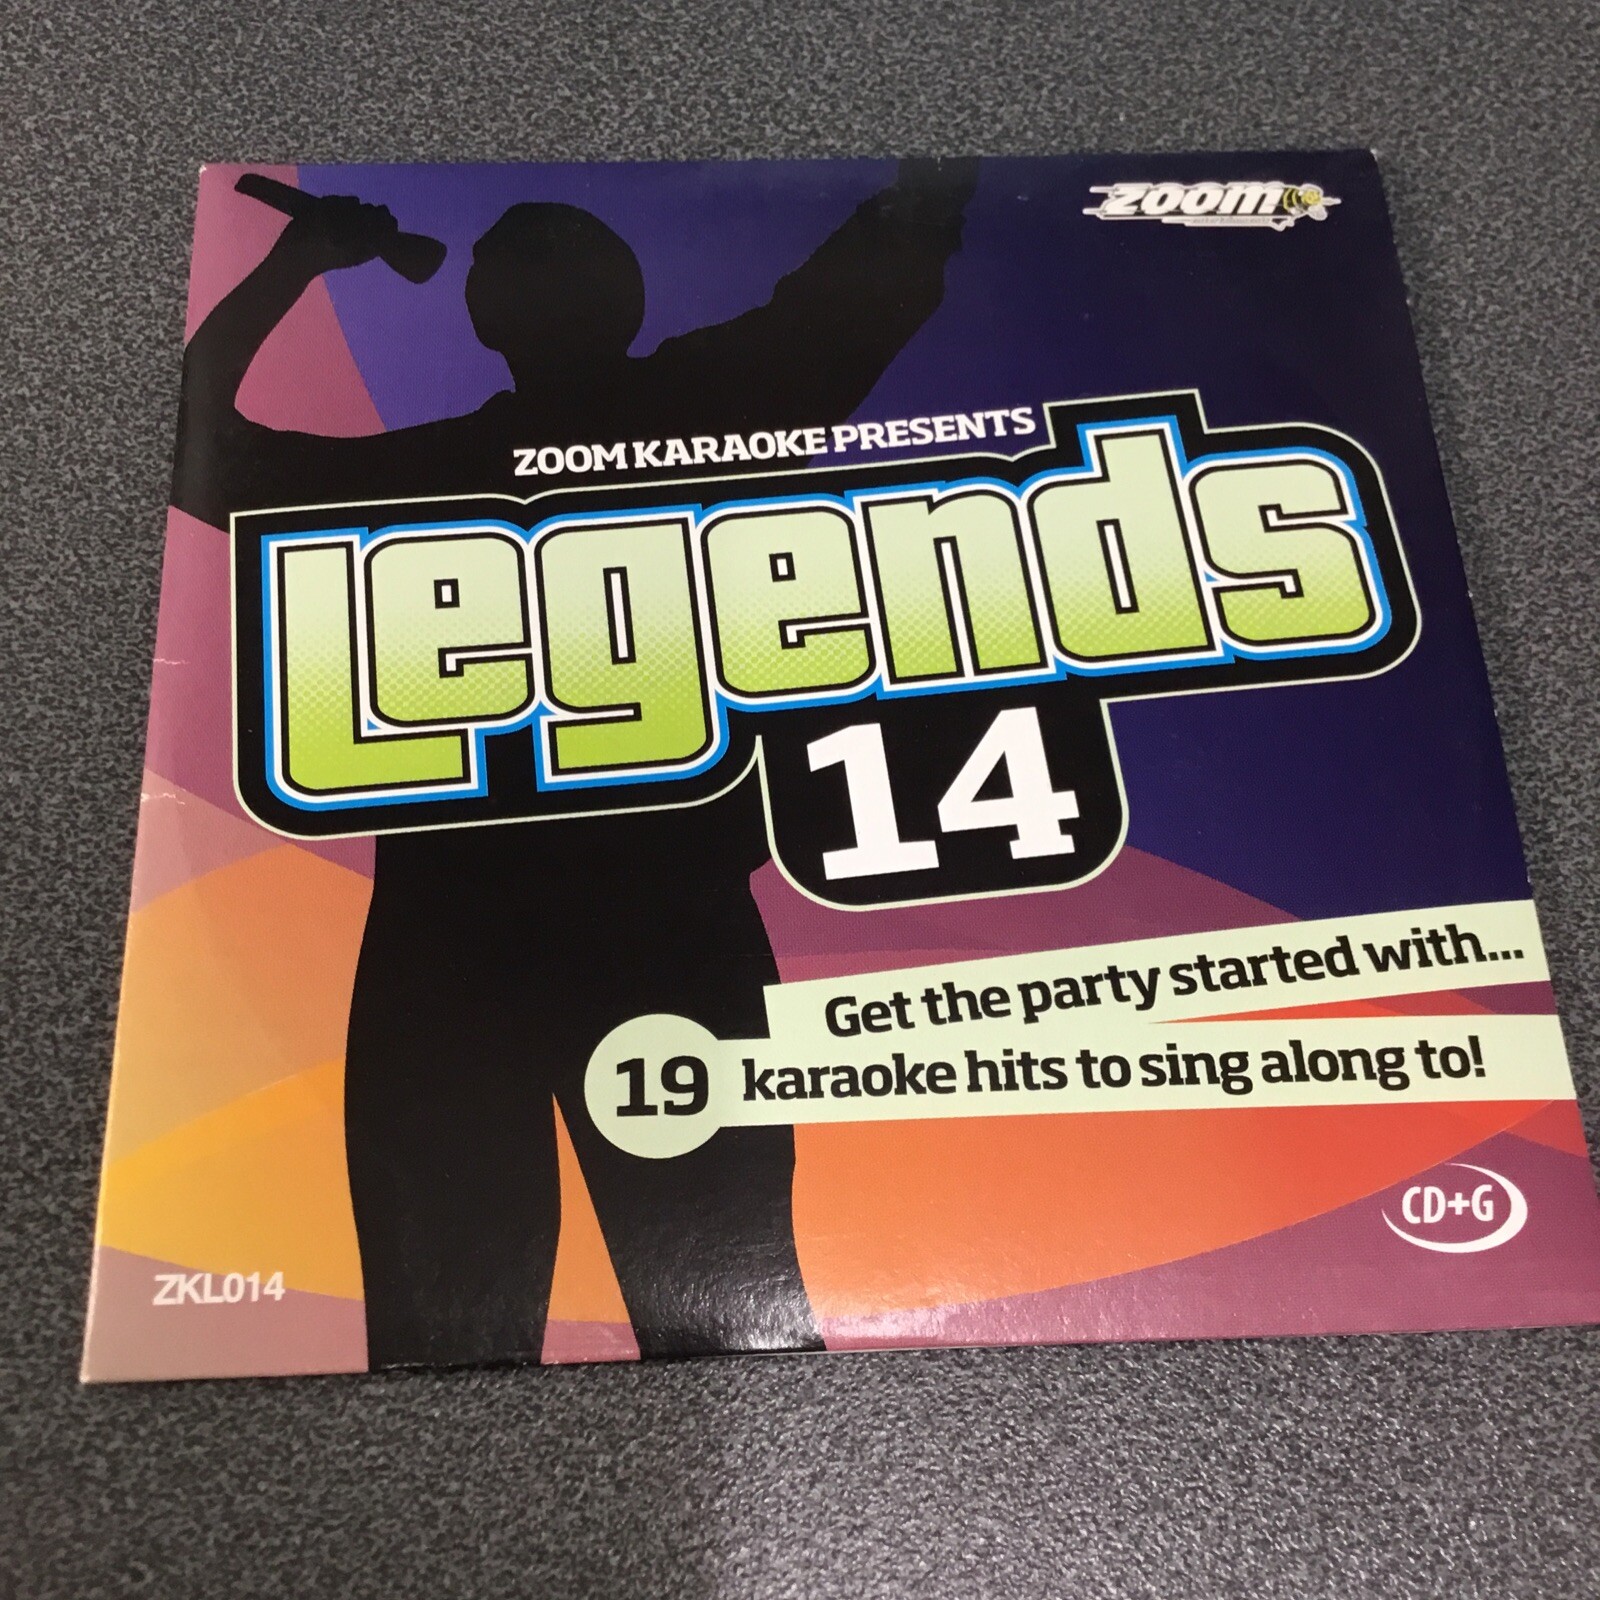 zoom
ZOOM KARAOKE PRESENTS
Legends
14
Get the party started with...
19 karaoke hits to sing along to!
CD+G
ZKL014